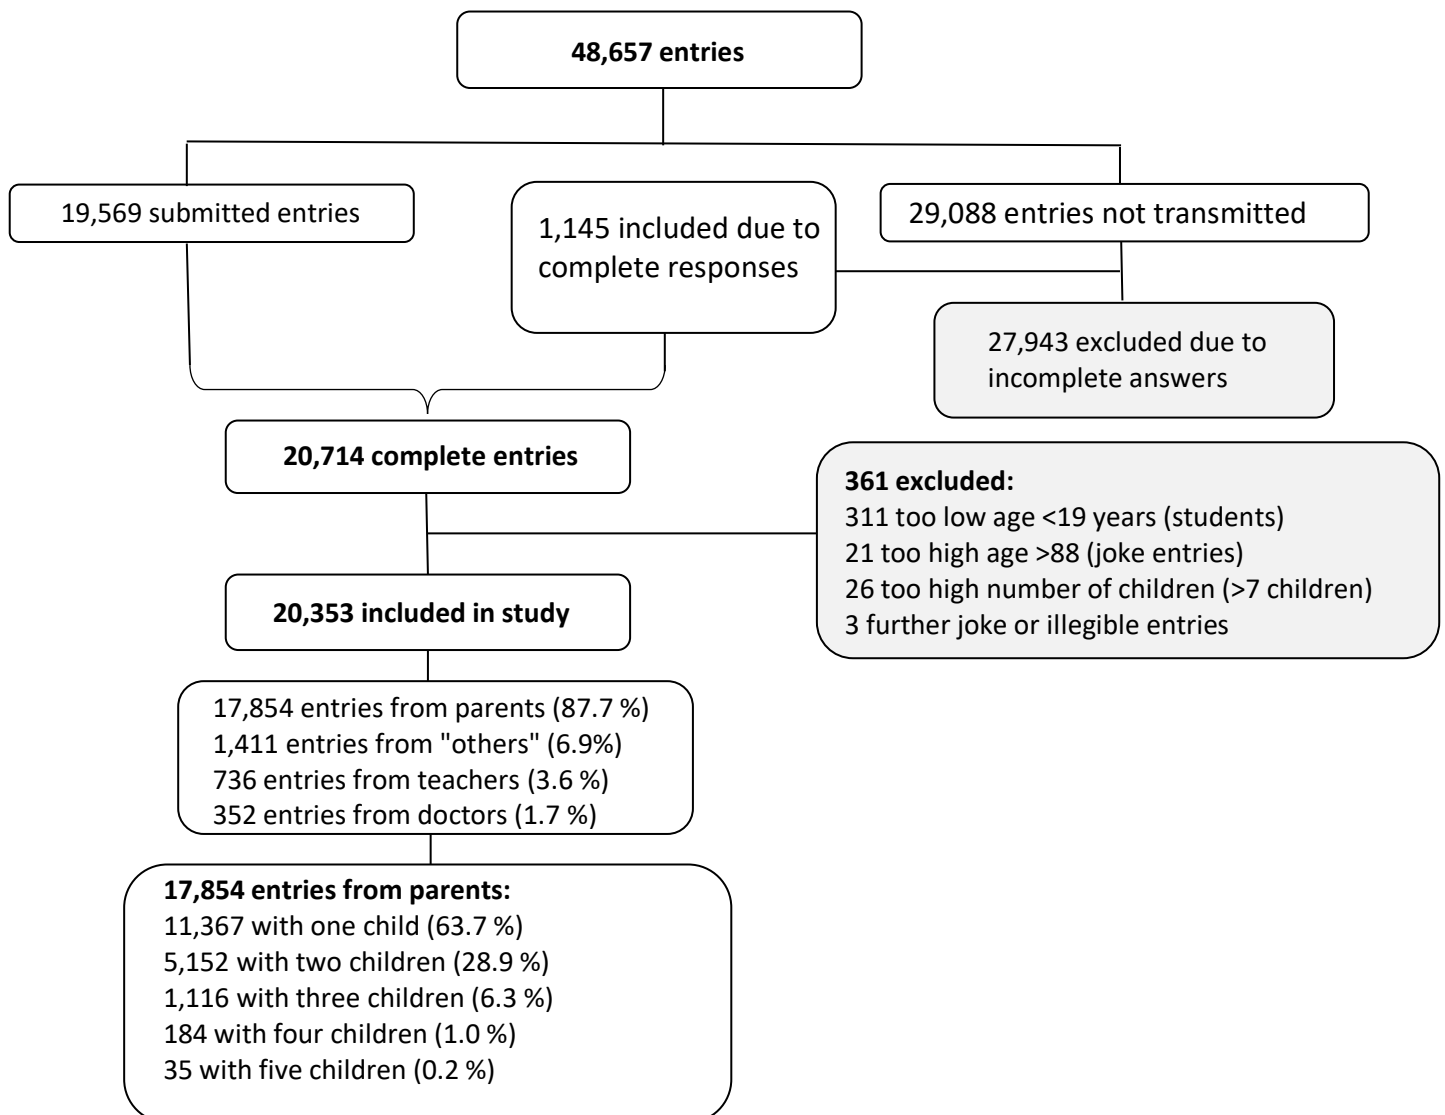 48,657 entries
19,569 submitted entries
1,145 included due to
complete responses
29,088 entries not transmitted
27,943 excluded due to
incomplete answers
20,714 complete entries
361 excluded:
311 too low age <19 years (students)
21 too high age >88 (joke entries)
26 too high number of children (>7 children)
3 further joke or illegible entries
20,353 included in study
17,854 entries from parents (87.7 %)
1,411 entries from "others" (6.9%)
736 entries from teachers (3.6 %)
352 entries from doctors (1.7 %)
17,854 entries from parents:
11,367 with one child (63.7 %)
5,152 with two children (28.9 %)
1,116 with three children (6.3 %)
184 with four children (1.0 %)
35 with five children (0.2 %)